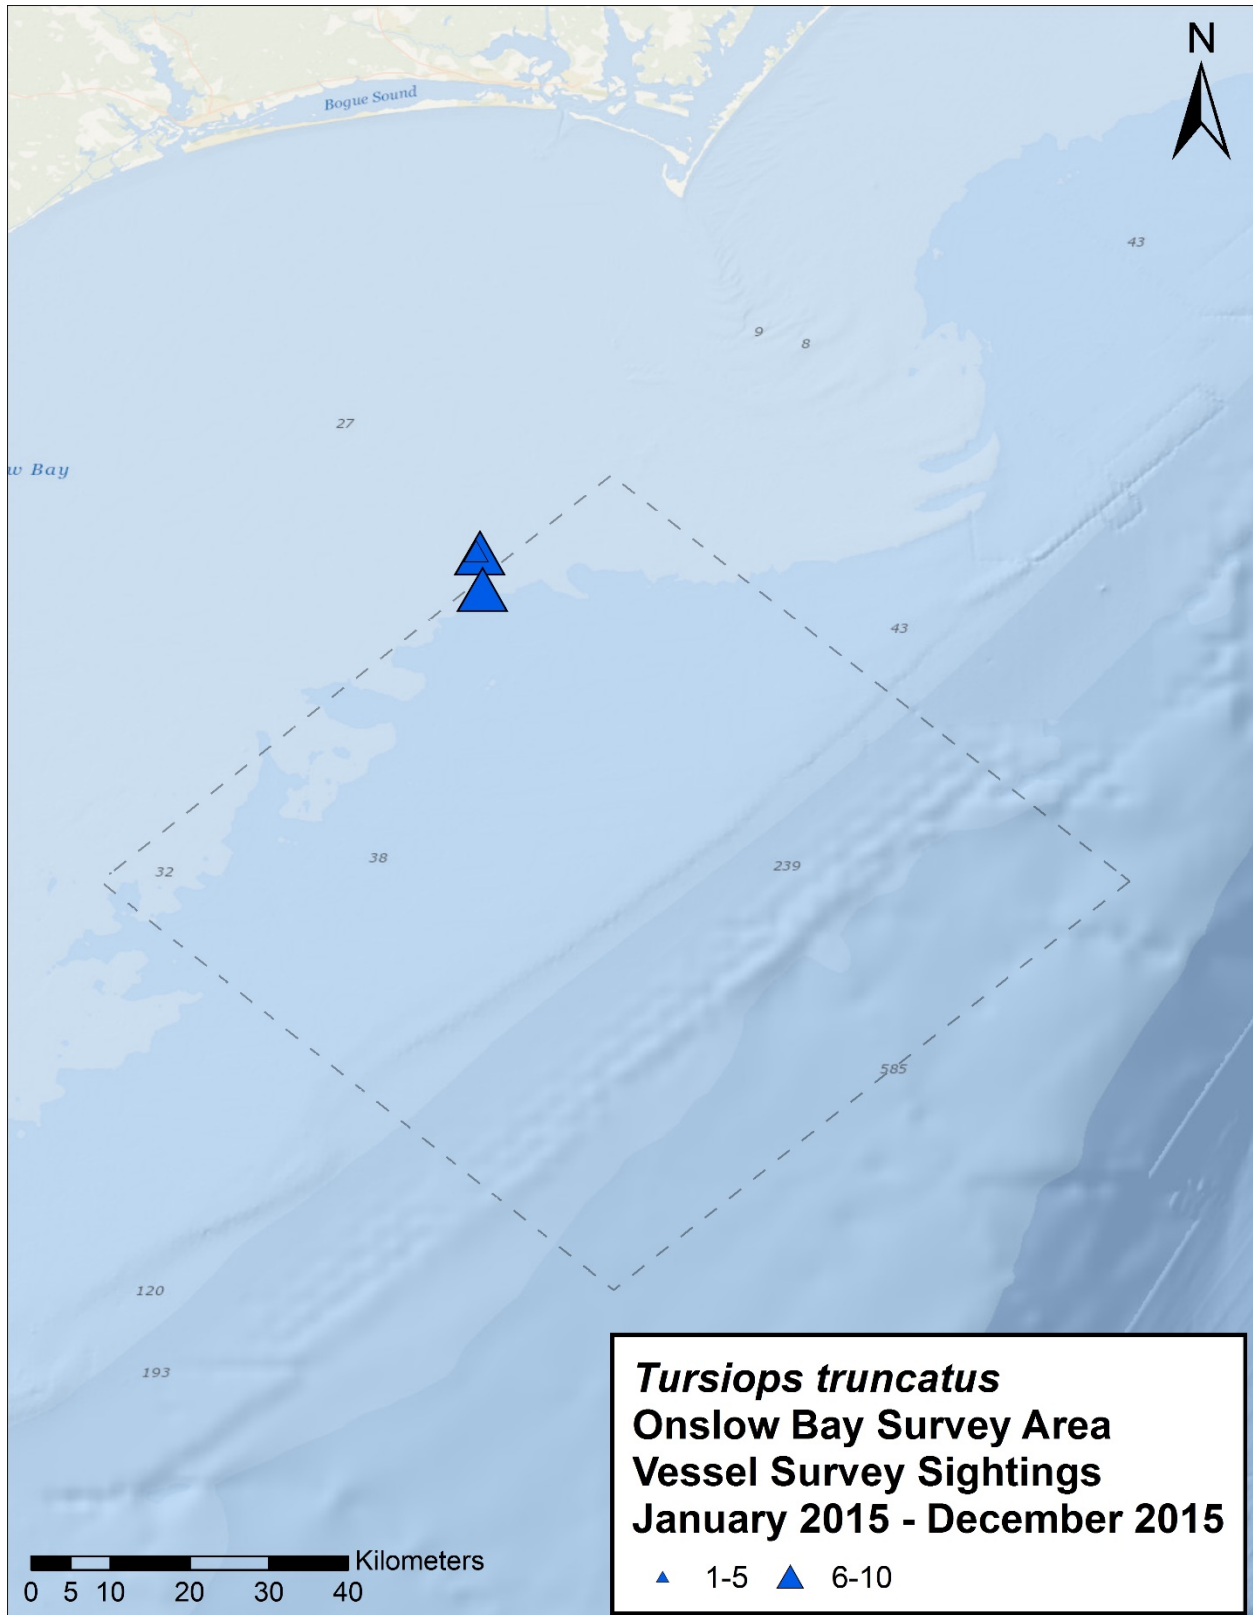 N
Bogue Sound
43
9
8
27
w Bay
43
32
38
239
585
120
193
Tursiops truncatus
Onslow Bay Survey Area
Vessel Survey Sightings
January 2015 - December 2015
1-5 6-10
Kilometers
0 5 10 20 30 40